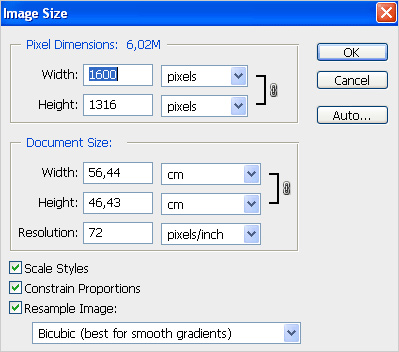 Image Size
Pixel Dimensions: 6,02M
OK
Width: 1600 pixels
Cancel
Height: 1316 pixels
Auto...
Document Size:
Width: 56,44 cm
Height: 46,43 cm
Resolution: 72 pixels/inch
Scale Styles
Constrain Proportions
Resample Image:
Bicubic (best for smooth gradients)